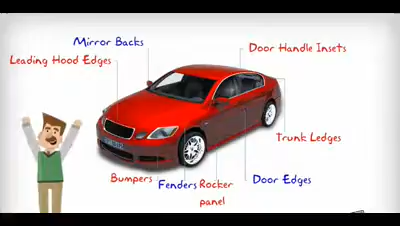 Mirror Backs
Door Handle Insets
Leading Hood Edges
Trunk Ledges
Bumpers
Fenders
Rocker
panel
Door Edges